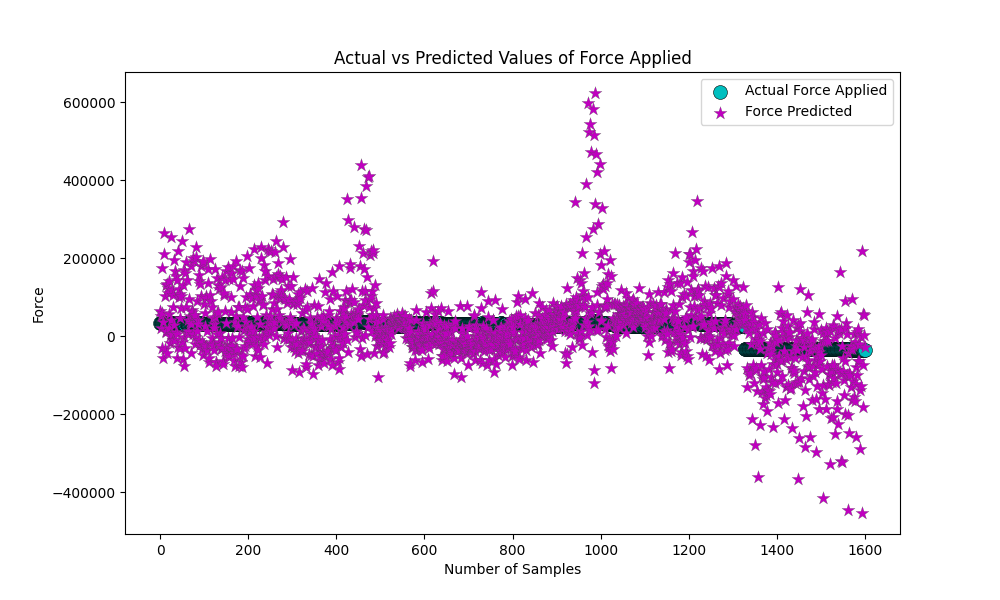 Actual vs Predicted Values of Force Applied
Actual Force Applied
Force Predicted
600000
400000
200000
0
−200000
−400000
Force
0 200 400 600 800 1000 1200 1400 1600
Number of Samples